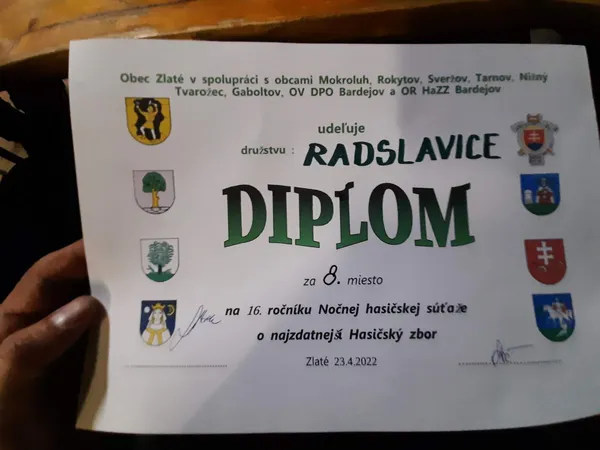 Obec Zlaté v spolupráci s obcami Mokroluh, Rokytov, Sveržov, Tarnov, Nižný
Tvarožec, Gaboltov, OV DPO Bardejov a OR HaZZ Bardejov
udeľuje
družstvu : RADSLAVICE
DIPLOM
za 8. miesto
na 16. ročníku Nočnej hasičskej súťaže
o najzdatnejší Hasičský zbor
Zlaté 23.4.2022